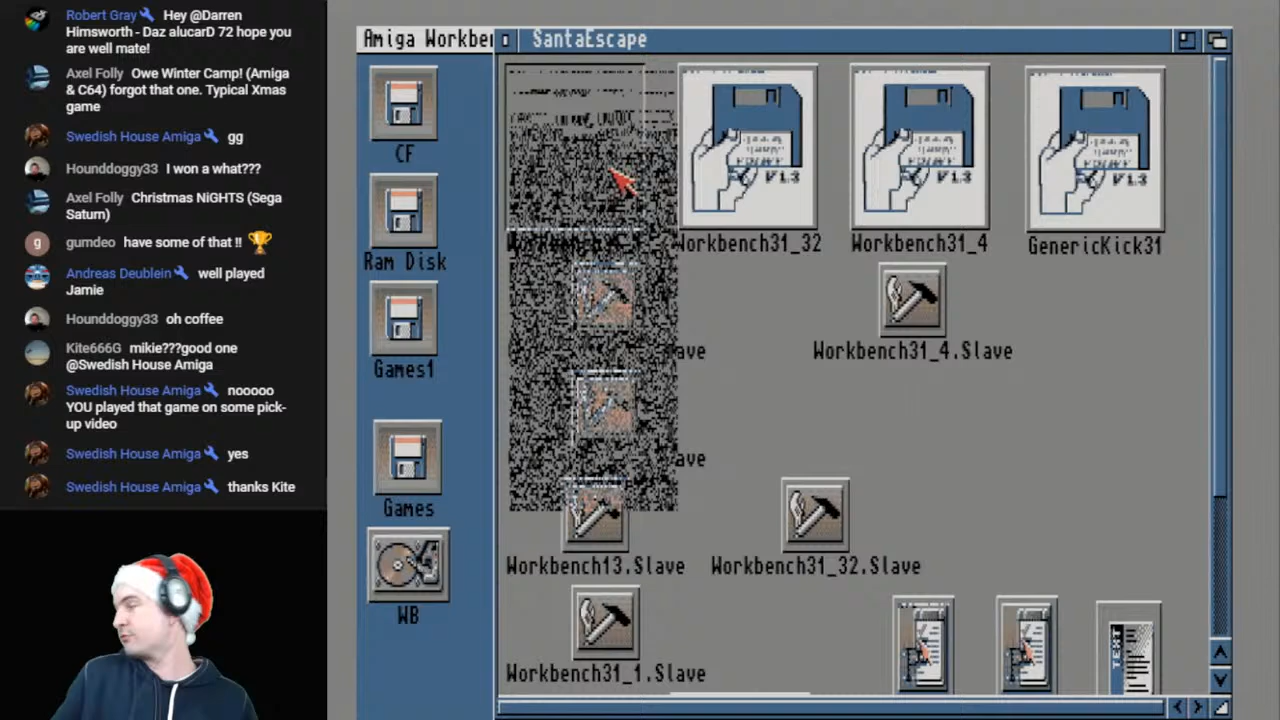 Robert Gray Hey @Darren
Himsworth - Daz alucarD 72 hope you
are well mate!
Axel Folly Owe Winter Camp! (Amiga
& C64) forgot that one. Typical Xmas
game
Swedish House Amiga gg
Hounddoggy33 I won a what???
Axel Folly Christmas NiGHTS (Sega
Saturn)
g gumdeo have some of that !! 🏆
Andreas Deublein well played
Jamie
Hounddoggy33 oh coffee
Kite666G mikie???good one
@Swedish House Amiga
Swedish House Amiga nooooo
YOU played that game on some pick-
up video
Swedish House Amiga yes
Swedish House Amiga thanks Kite
Amiga Workben
SantaEscape
CF
Ram Disk
Games1
Games
WB
V1.3
V1.3
V1.3
Workbench31_32
Workbench31_4
GenericKick31
ave
Workbench31_4.Slave
ave
Workbench13.Slave
Workbench31_32.Slave
Workbench31_1.Slave
TEXT